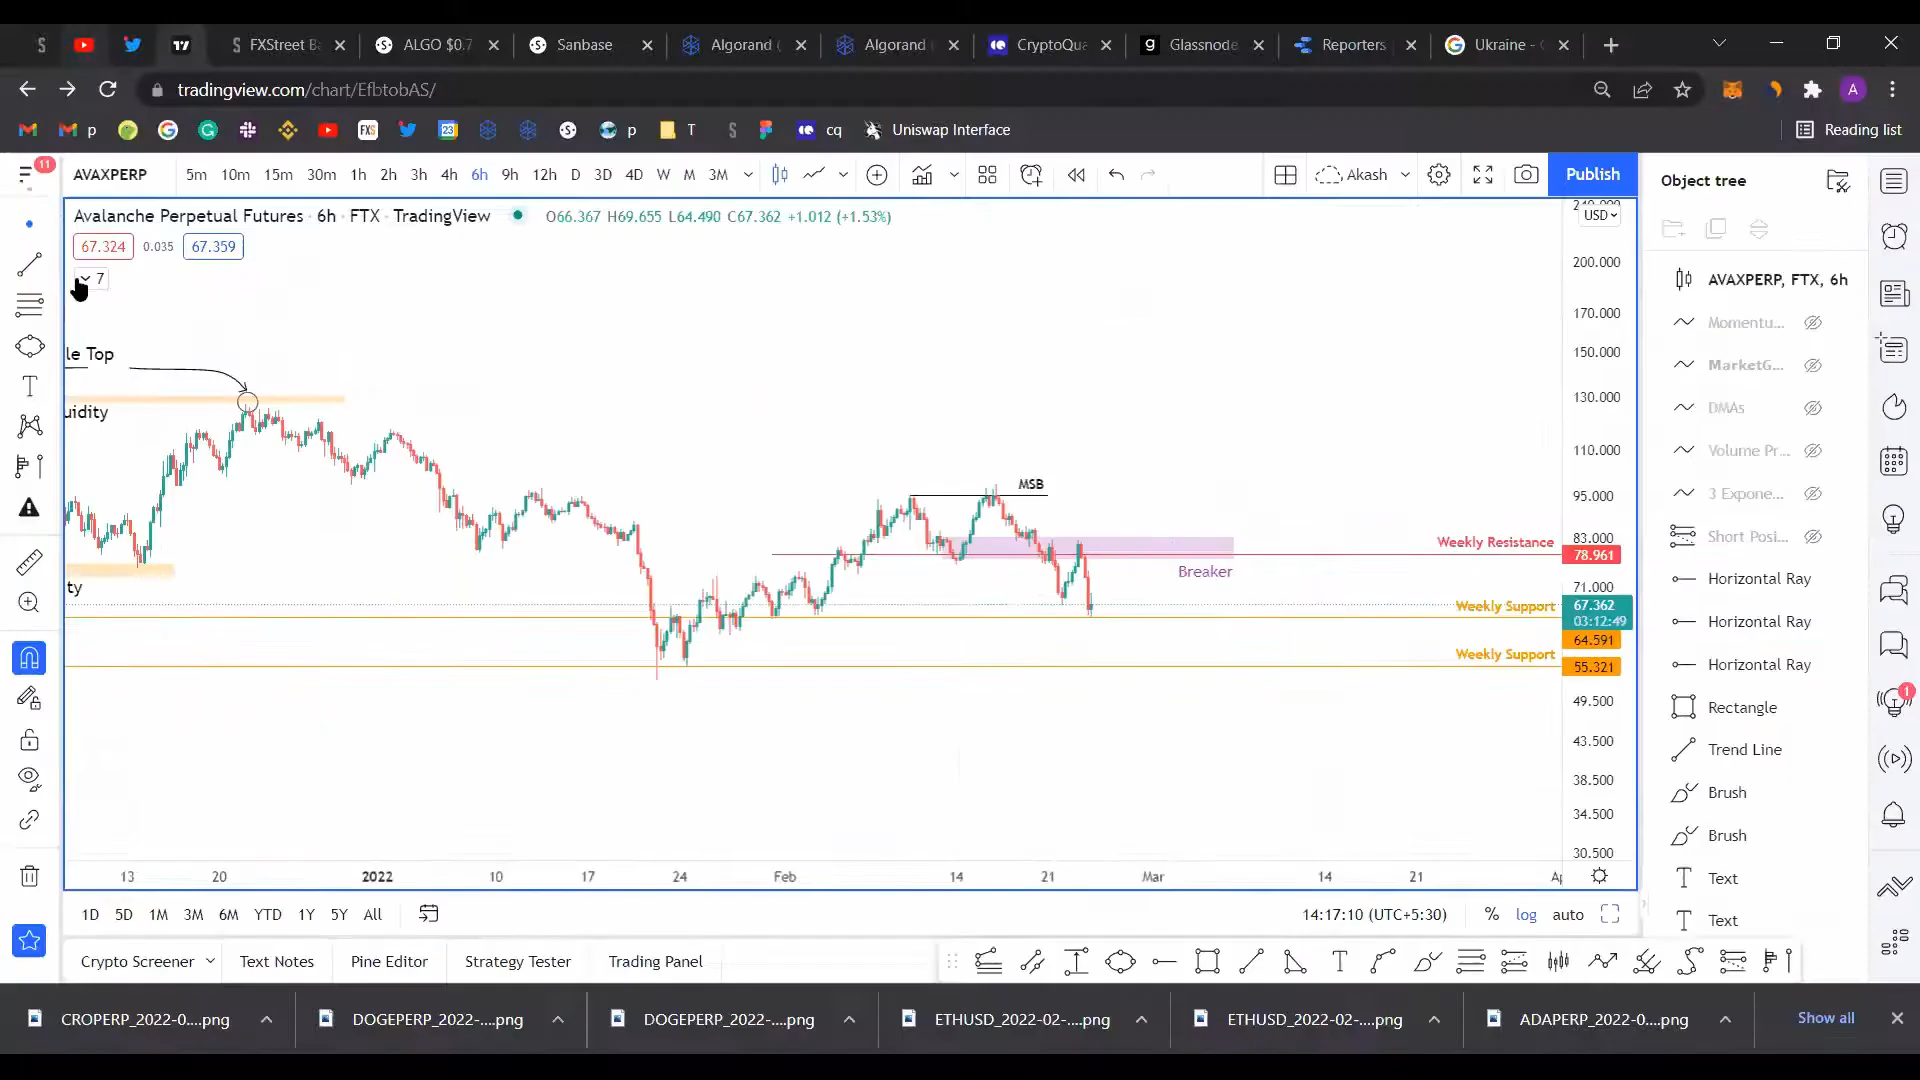 FXStreet Ba
ALGO $0.7
Sanbase
Algorand (
Algorand (
CryptoQua
Glassnode
Reporters
Ukraine -
tradingview.com/chart/EfbtobAS/
A
p
FXS
23
T
p
cq
Uniswap Interface
Reading list
11
AVAXPERP
5m 10m 15m 30m 1h 2h 3h 4h 6h 9h 12h D 3D 4D W M 3M
Akash
Publish
Object tree
Avalanche Perpetual Futures · 6h · FTX · TradingView
O66.367 H69.655 L64.490 C67.362 +1.012 (+1.53%)
USD
67.324 0.035 67.359
7
le Top
uidity
ty
MSB
Weekly Resistance
Breaker
Weekly Support
Weekly Support
240.000
200.000
170.000
152.000
130.000
110.000
95.000
83.000
78.961
71.000
67.362
03:12:49
64.591
55.321
49.500
43.500
38.500
34.500
30.500
13 20 2022 10 17 24 Feb 14 21 Mar 14 21
AVAXPERP, FTX, 6h
Momentu...
MarketG...
DMAs
Volume Pr...
3 Expone...
Short Posi...
Horizontal Ray
Horizontal Ray
Horizontal Ray
Rectangle
Trend Line
Brush
Brush
Text
Text
1
1D 5D 1M 3M 6M YTD 1Y 5Y All
14:17:10 (UTC+5:30) % log auto
Crypto Screener Text Notes Pine Editor Strategy Tester Trading Panel
CROPERP_2022-0....png
DOGEPERP_2022-....png
DOGEPERP_2022-....png
ETHUSD_2022-02-....png
ETHUSD_2022-02-....png
ADAPERP_2022-0....png
Show all